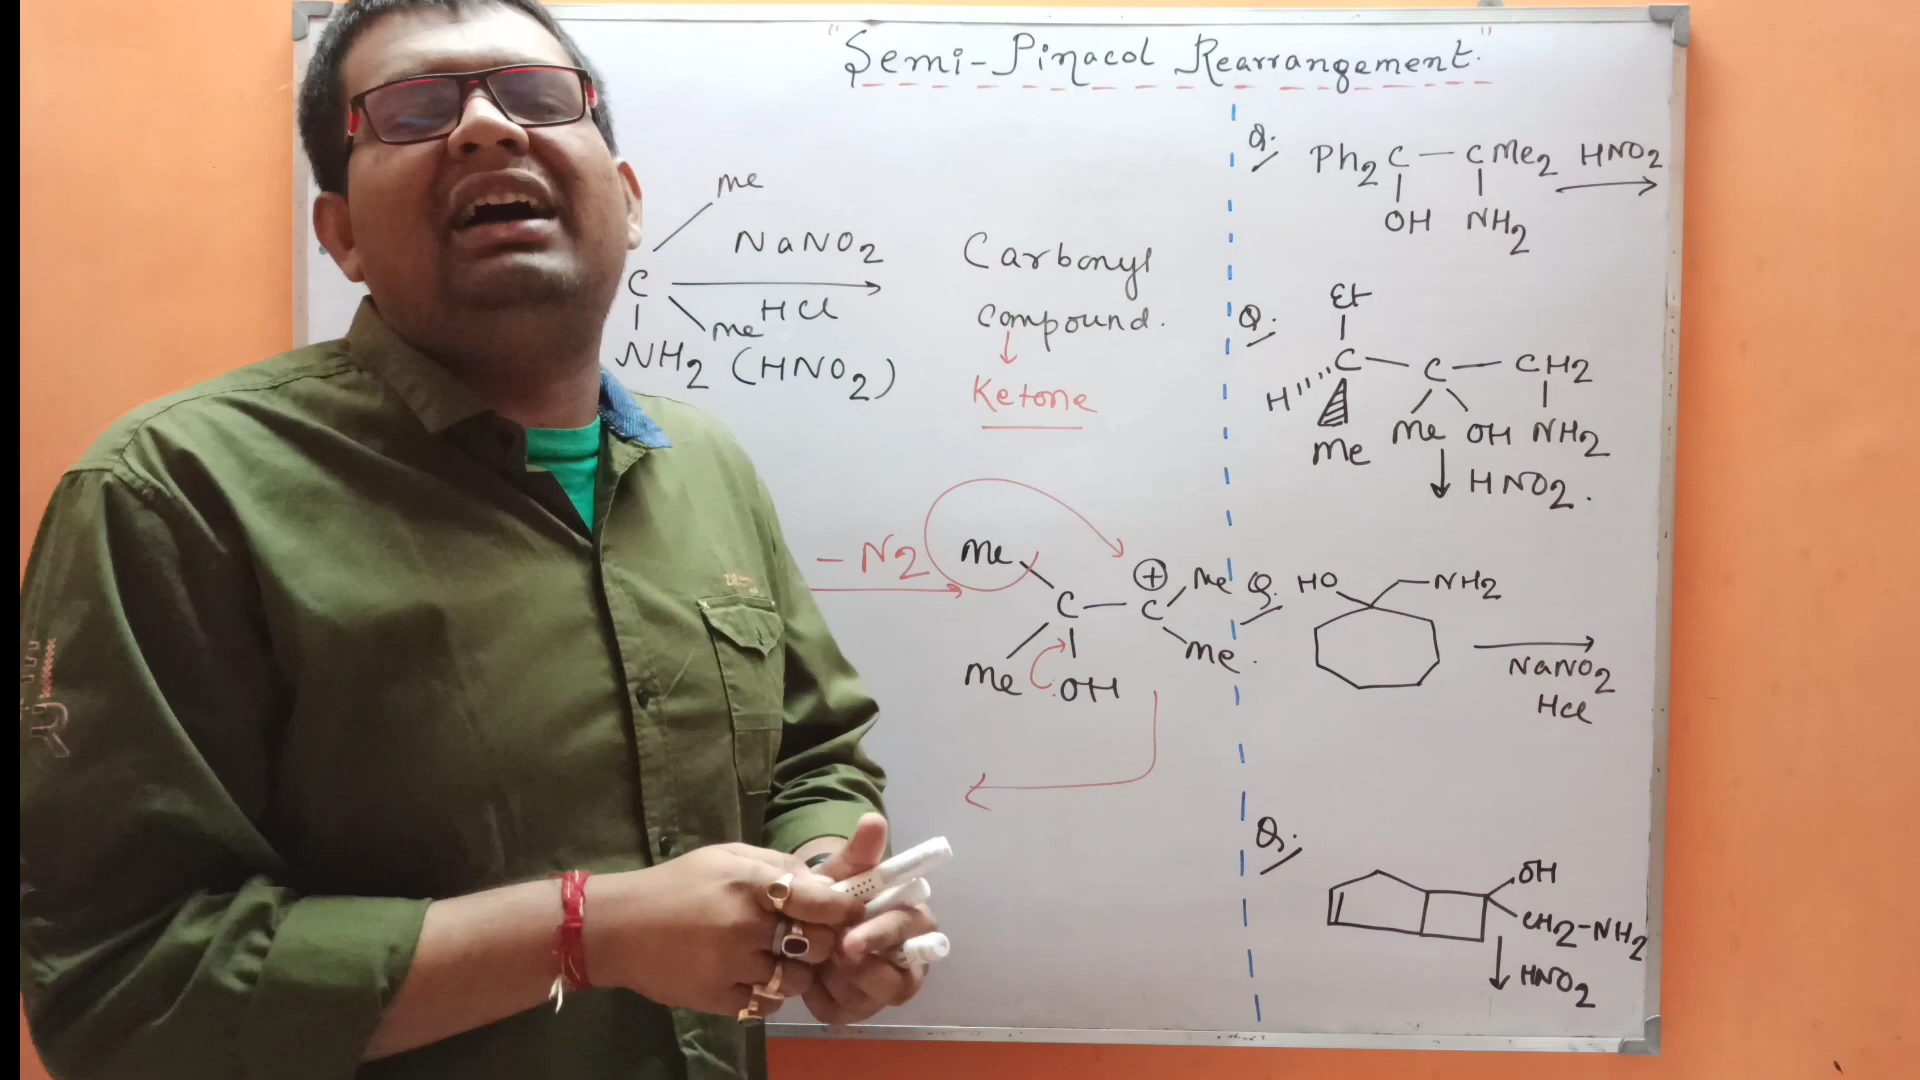 "Semi-Pinacol Rearrangement."
Me
C
NaNO2
HCl
Me
NH2 (HNO2)
Carbonyl
compound.
Ketone
- N2
Me
C - C
⊕ Me
Me
Me
:OH
Q.
Ph2C — CMe2 HNO2
OH NH2
Q.
Et
H C — C — CH2
Me Me OH NH2
HNO2.
Q. HO NH2
NaNO2
HCl
Q.
OH
CH2-NH2
HNO2